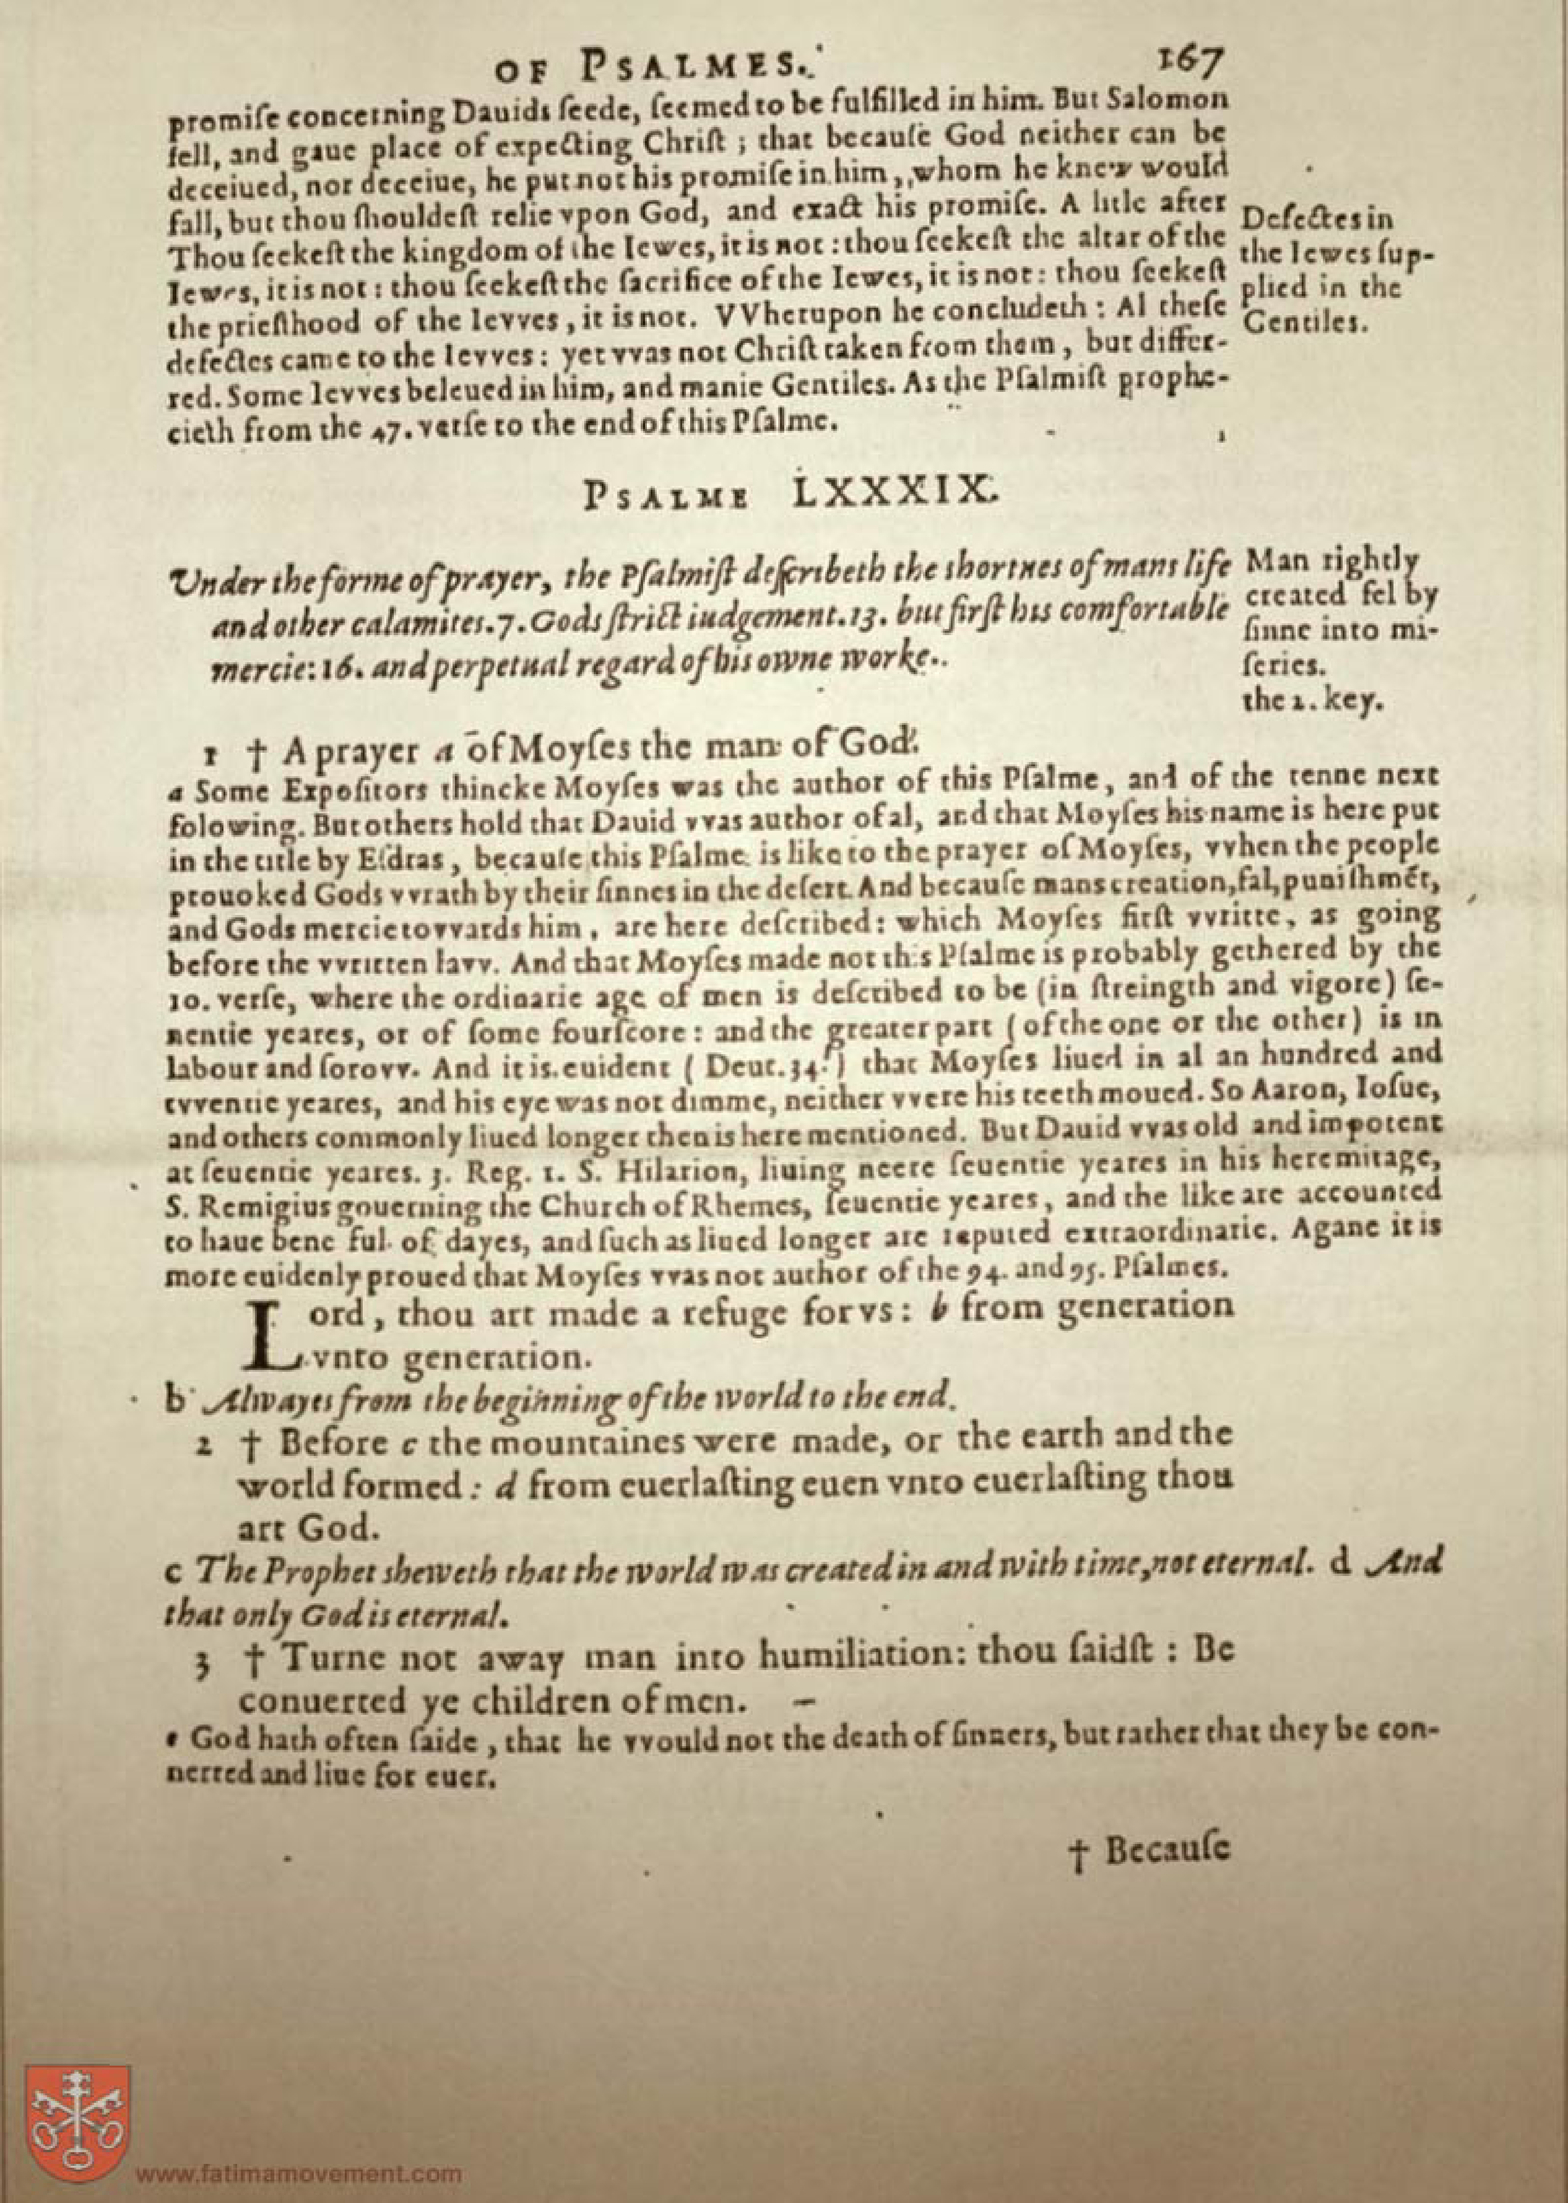 OF PSALMES. 167
promiſe concerning Dauids ſeede, ſeemed to be fulfilled in him. But Salomon
fell, and gaue place of expecting Chriſt ; that becauſe God neither can be
deceiued, nor deceiue, he put not his promiſe in him, whom he knew would
fall, but thou ſhouldeſt relie vpon God, and exact his promiſe. A litle after
Thou ſeekeſt the kingdom of the Iewes, it is not : thou ſeekeſt the altar of the
Iewes, it is not : thou ſeekeſt the ſacrifice of the Iewes, it is not : thou ſeekeſt
the prieſthood of the Ievves, it is not. VVherupon he concludeth : Al theſe
defectes came to the Ievves : yet vvas not Chriſt taken from them, but differ-
red. Some Ievves beleued in him, and manie Gentiles. As the Pſalmiſt prophe-
cieth from the 47. verſe to the end of this Pſalme.
Defectes in
the Iewes ſup-
plied in the
Gentiles.
PSALME LXXXIX.
Under the forme of prayer, the Pſalmiſt deſcribeth the shortnes of mans life
and other calamites. 7. Gods ſtrict iudgement. 13. but firſt his comfortable
mercie: 16. and perpetual regard of his owne worke..
Man rightly
created fel by
ſinne into mi-
ſeries.
the 2. key.
1 † A prayer a of Moyſes the man of God.
a Some Expoſitors thincke Moyſes was the author of this Pſalme, and of the tenne next
folowing. But others hold that Dauid vvas author of al, and that Moyſes his name is here put
in the title by Eſdras, becauſe this Pſalme is like to the prayer of Moyſes, vvhen the people
prouoked Gods vvrath by their ſinnes in the deſert. And becauſe mans creation, fal, puniſhmēt,
and Gods mercie tovvards him, are here deſcribed : which Moyſes firſt vvritte, as going
before the vvritten lavv. And that Moyſes made not this Pſalme is probably gethered by the
10. verſe, where the ordinarie age of men is deſcribed to be (in ſtreingth and vigore) ſe-
nentie yeares, or of ſome fourſcore : and the greater part (of the one or the other) is in
labour and ſorovv. And it is euident ( Deut. 34. ) that Moyſes liued in al an hundred and
tvventie yeares, and his eye was not dimme, neither vvere his teeth moued. So Aaron, Ioſue,
and others commonly liued longer then is here mentioned. But Dauid vvas old and impotent
at ſeuentie yeares. 3. Reg. 1. S. Hilarion, liuing neere ſeuentie yeares in his heremitage,
S. Remigius gouerning the Church of Rhemes, ſeuentie yeares, and the like are accounted
to haue bene ful of dayes, and ſuch as liued longer are reputed extraordinarie. Agane it is
more euidenly proued that Moyſes vvas not author of the 94. and 95. Pſalmes.
Lord, thou art made a refuge for vs : b from generation
vnto generation.
b Alwayes from the beginning of the world to the end.
2 † Before c the mountaines were made, or the earth and the
world formed : d from euerlaſting euen vnto euerlaſting thou
art God.
c The Prophet sheweth that the world was created in and with time, not eternal. d And
that only God is eternal.
3 † Turne not away man into humiliation: thou ſaidſt : Be
conuerted ye children of men.
e God hath often ſaide, that he vvould not the death of ſinners, but rather that they be con-
nerted and liue for euer.
† Becauſe
www.fatimamovement.com